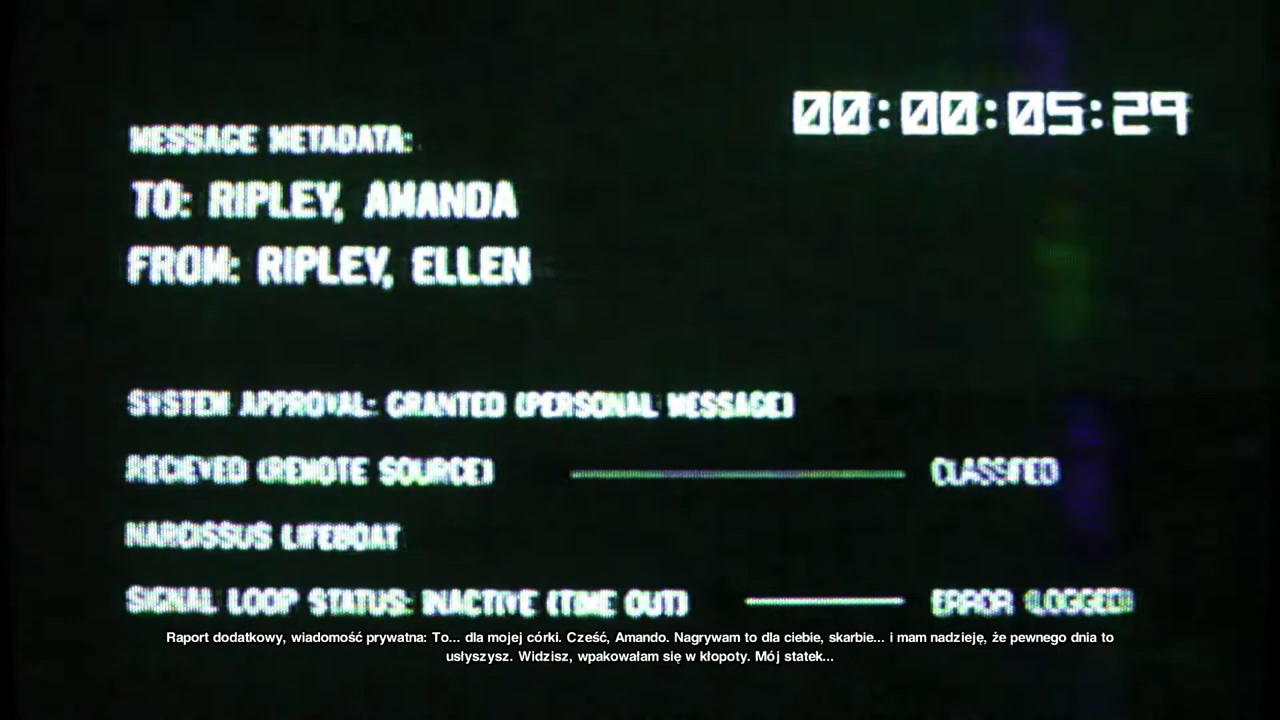 00:00:05:29
MESSAGE METADATA:
TO: RIPLEY, AMANDA
FROM: RIPLEY, ELLEN
SYSTEM APPROVAL: GRANTED (PERSONAL MESSAGE)
RECIEVED (REMOTE SOURCE) CLASSIFIED
NARCISSUS LIFEBOAT
SIGNAL LOOP STATUS: INACTIVE (TIME OUT) ERROR (LOGGED)
Raport dodatkowy, wiadomość prywatna: To... dla mojej córki. Cześć, Amando. Nagrywam to dla ciebie, skarbie... i mam nadzieję, że pewnego dnia to
usłyszysz. Widzisz, wpakowałam się w kłopoty. Mój statek...